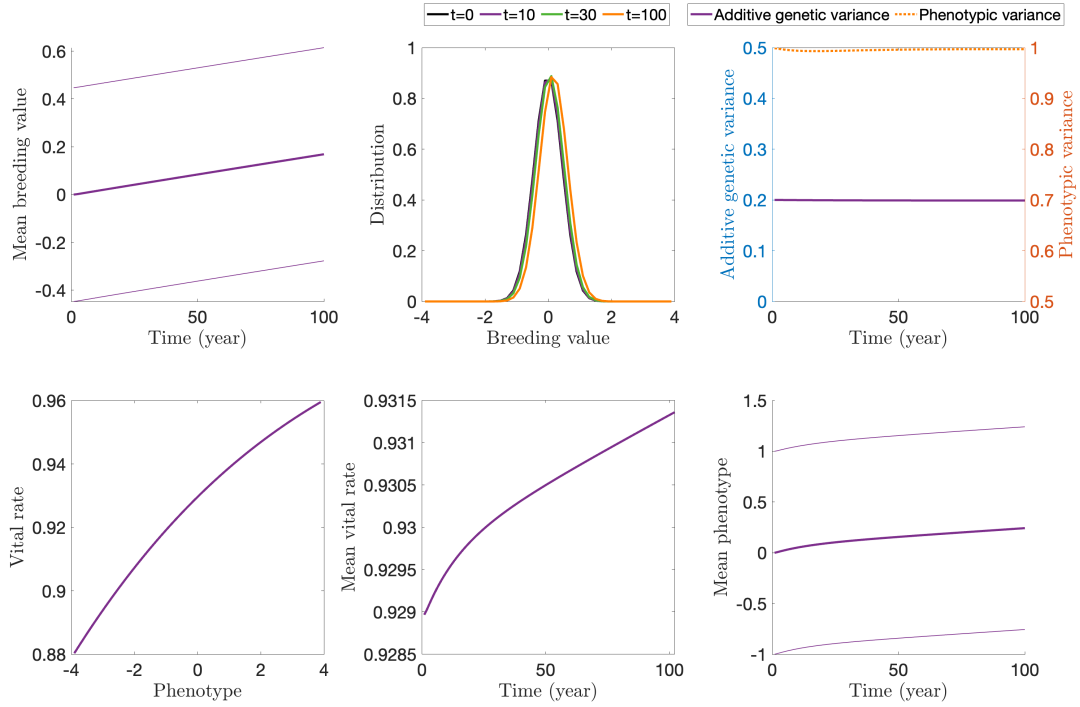 t=0 t=10 t=30 t=100
Additive genetic variance Phenotypic variance
Mean breeding value
0.6
0.4
0.2
0
-0.2
-0.4
0 50 100
Time (year)
Distribution
1
0.8
0.6
0.4
0.2
0
-4 -2 0 2 4
Breeding value
Additive genetic variance
0.5
0.4
0.3
0.2
0.1
0
1
0.9
0.8
0.7
0.6
0.5
Phenotypic variance
0 50 100
Time (year)
Vital rate
0.96
0.94
0.92
0.9
0.88
-4 -2 0 2 4
Phenotype
Mean vital rate
0.9315
0.931
0.9305
0.93
0.9295
0.929
0.9285
0 50 100
Time (year)
Mean phenotype
1.5
1
0.5
0
-0.5
-1
0 50 100
Time (year)